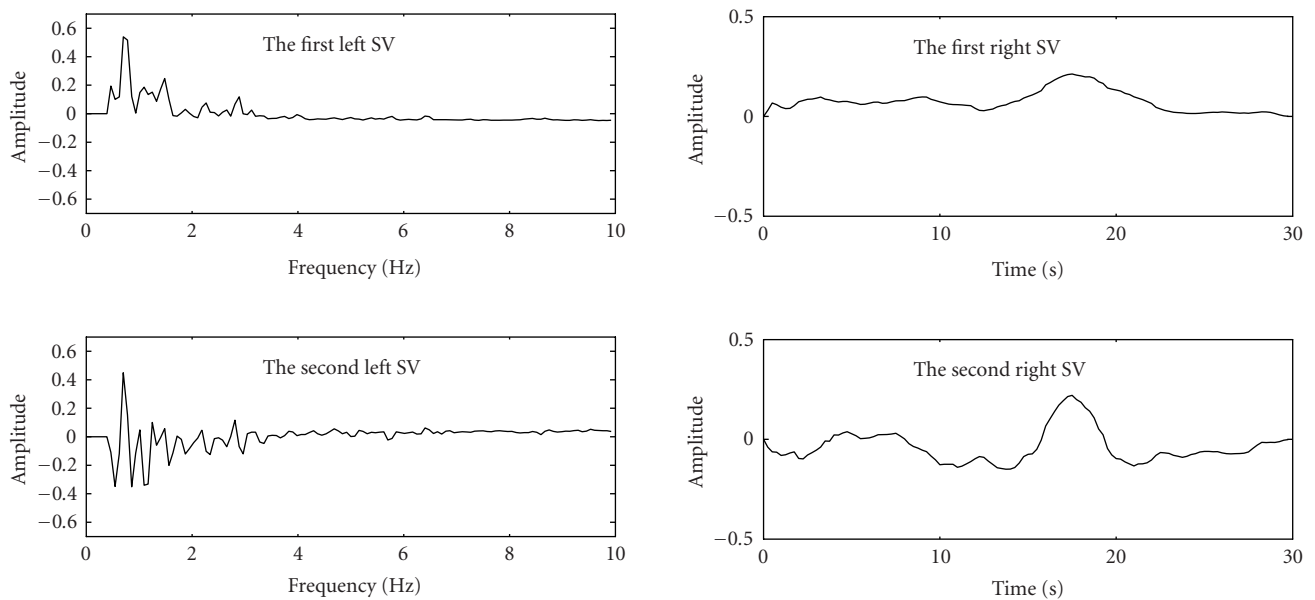 The first left SV
Amplitude
0.6
0.4
0.2
0
−0.2
−0.4
−0.6
0 2 4 6 8 10
Frequency (Hz)
The first right SV
Amplitude
0.5
0
−0.5
0 10 20 30
Time (s)
The second left SV
Amplitude
0.6
0.4
0.2
0
−0.2
−0.4
−0.6
0 2 4 6 8 10
Frequency (Hz)
The second right SV
Amplitude
0.5
0
−0.5
0 10 20 30
Time (s)